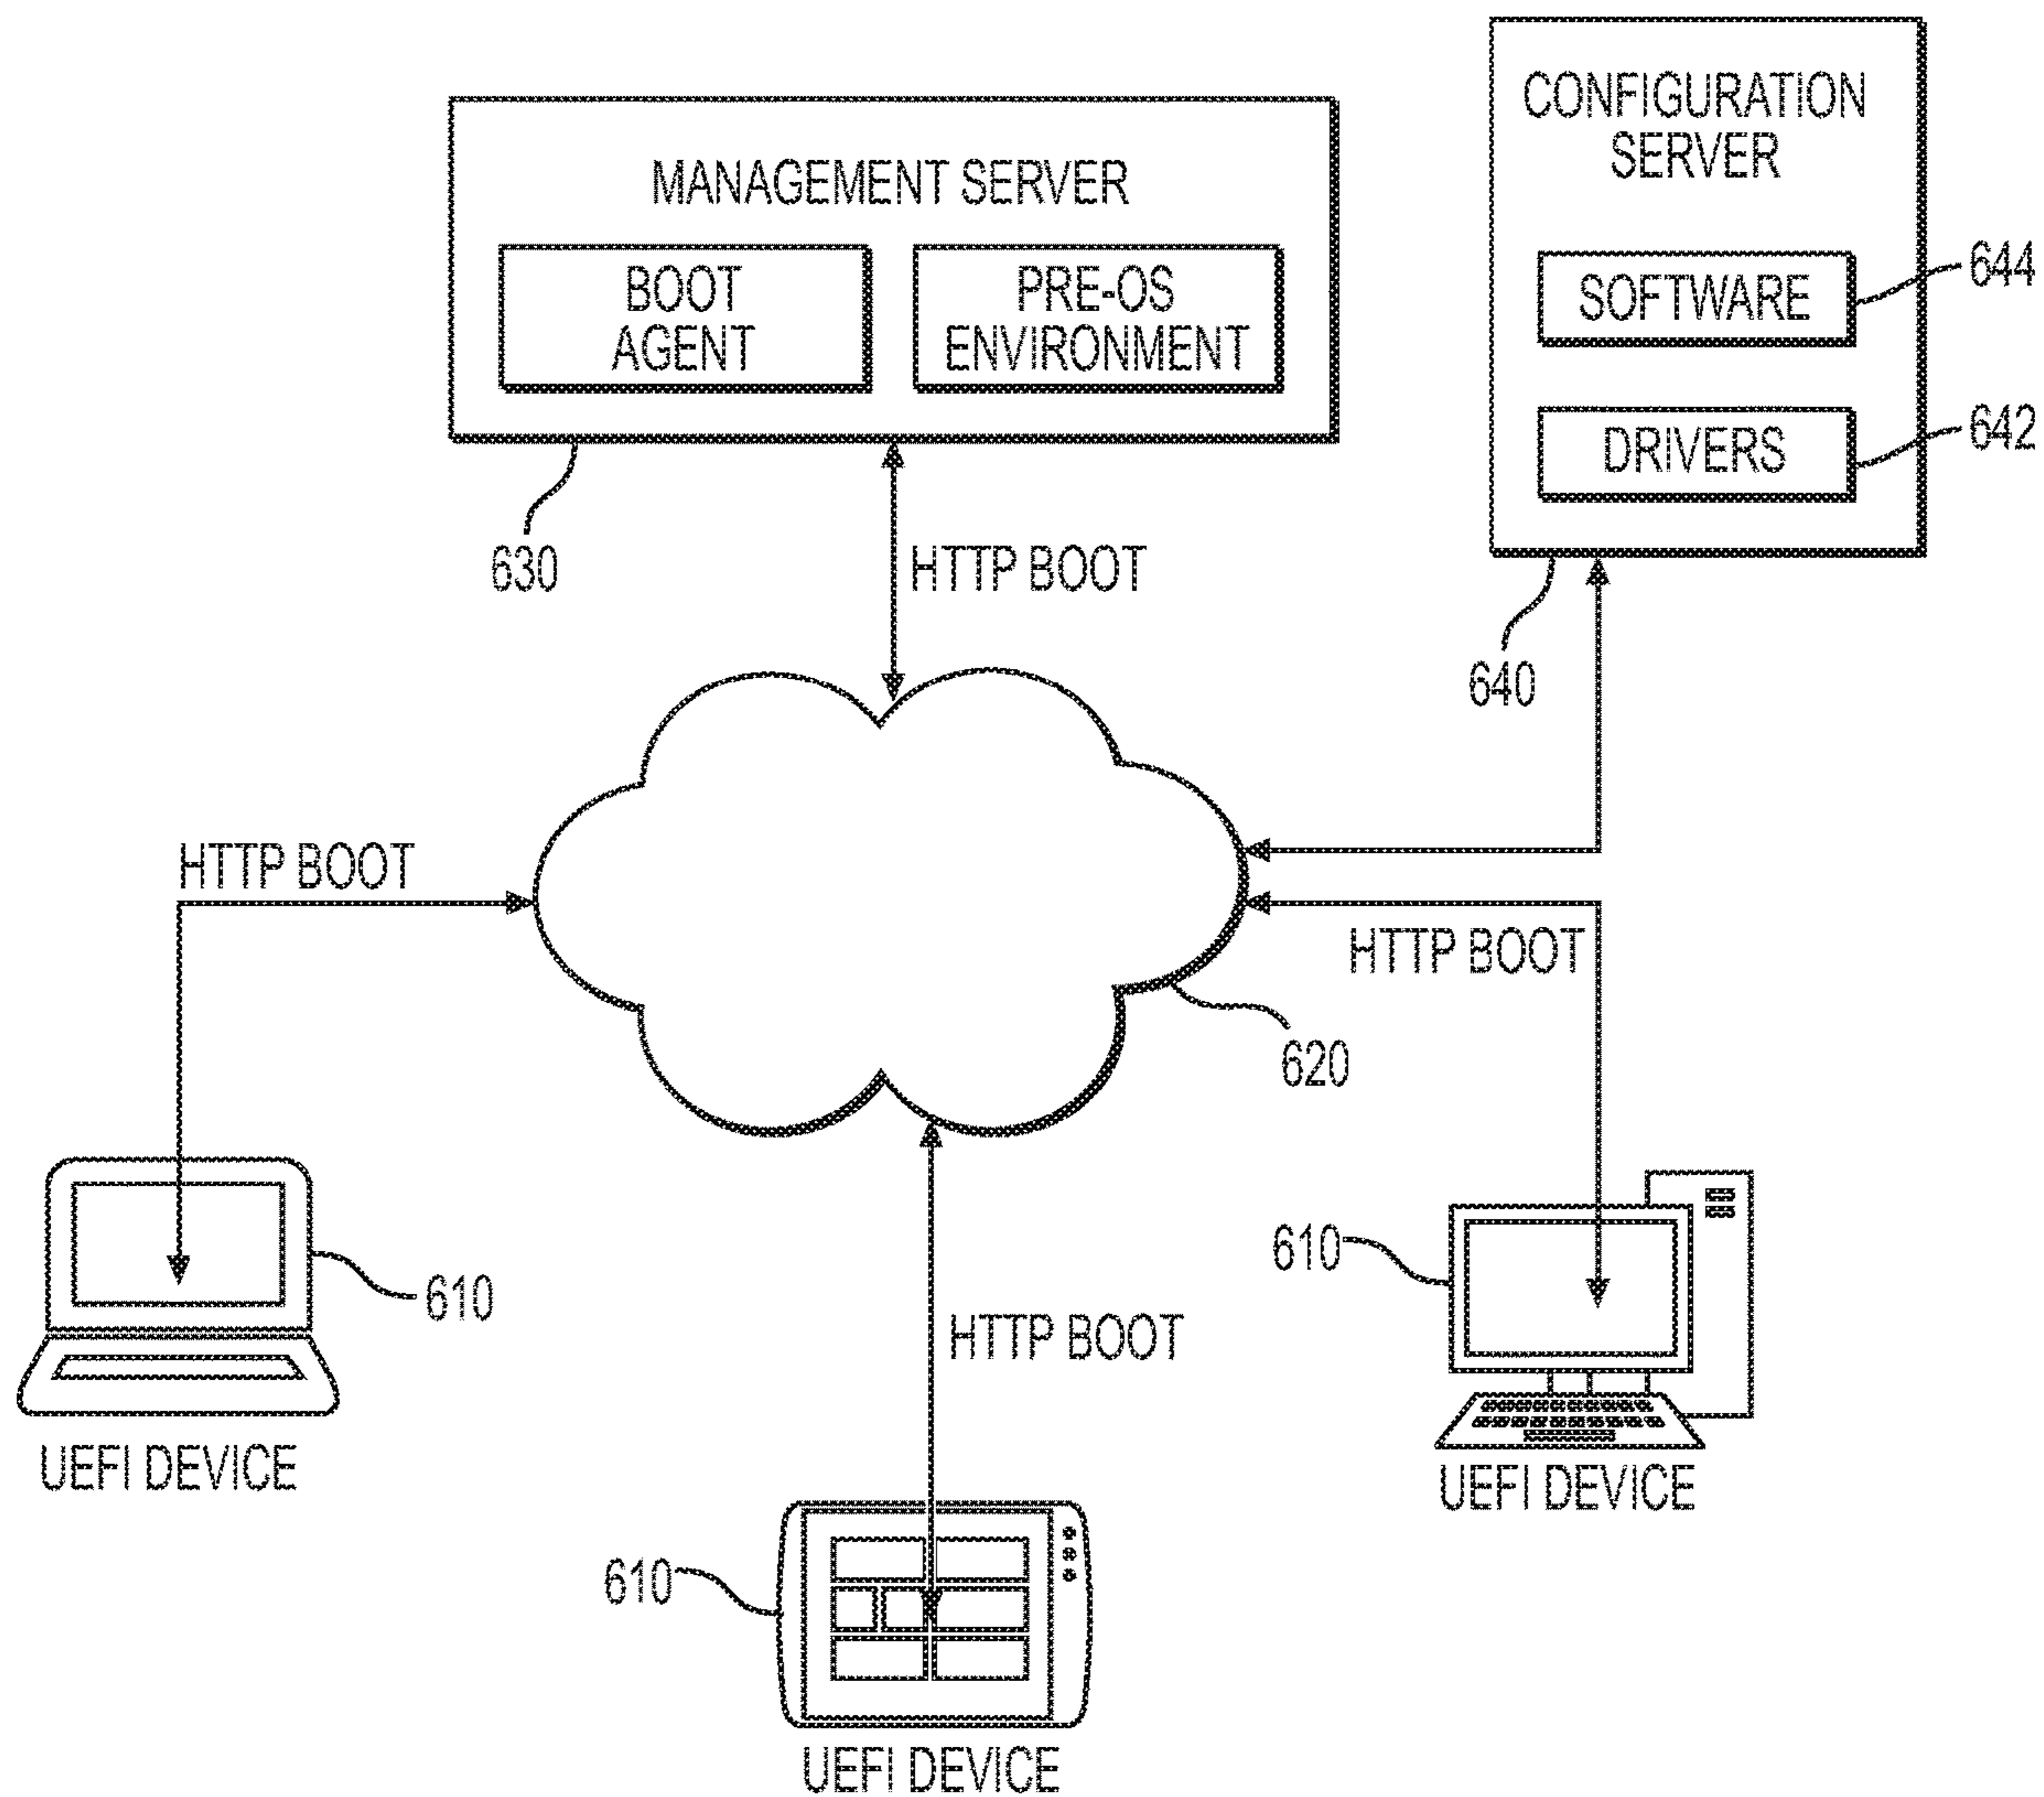 CONFIGURATION
SERVER
SOFTWARE
644
DRIVERS
642
640
MANAGEMENT SERVER
BOOT
AGENT
PRE-OS
ENVIRONMENT
630
HTTP BOOT
HTTP BOOT
HTTP BOOT
620
610
UEFI DEVICE
HTTP BOOT
610
UEFI DEVICE
610
UEFI DEVICE